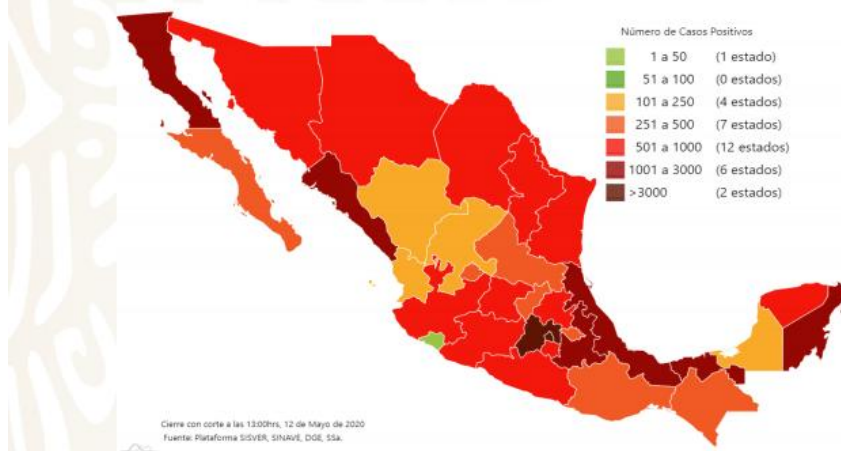 Número de Casos Positivos
1 a 50 (1 estado)
51 a 100 (0 estados)
101 a 250 (4 estados)
251 a 500 (7 estados)
501 a 1000 (12 estados)
1001 a 3000 (6 estados)
>3000 (2 estados)
Cierre con corte a las 13:00hrs, 12 de Mayo de 2020
Fuente: Plataforma SISVER, SINAVE, DGE, SSa.